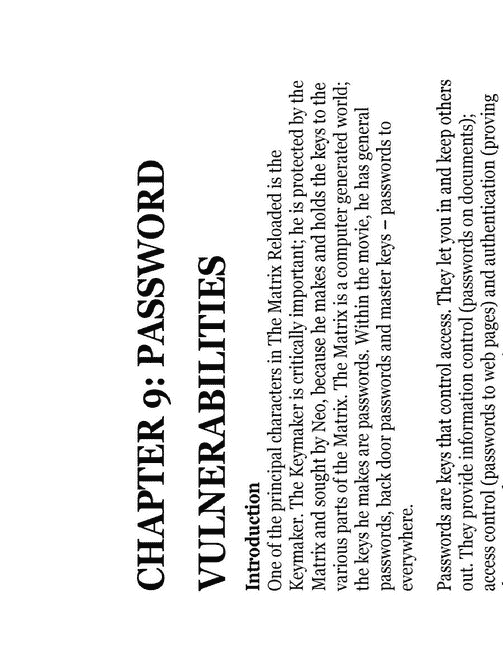 CHAPTER 9: PASSWORD
VULNERABILITIES
Introduction
One of the principal characters in The Matrix Reloaded is the
Keymaker. The Keymaker is critically important; he is protected by the
Matrix and sought by Neo, because he makes and holds the keys to the
various parts of the Matrix. The Matrix is a computer generated world;
the keys he makes are passwords. Within the movie, he has general
passwords, back door passwords and master keys – passwords to
everywhere.
Passwords are keys that control access. They let you in and keep others
out. They provide information control (passwords on documents);
access control (passwords to web pages) and authentication (proving